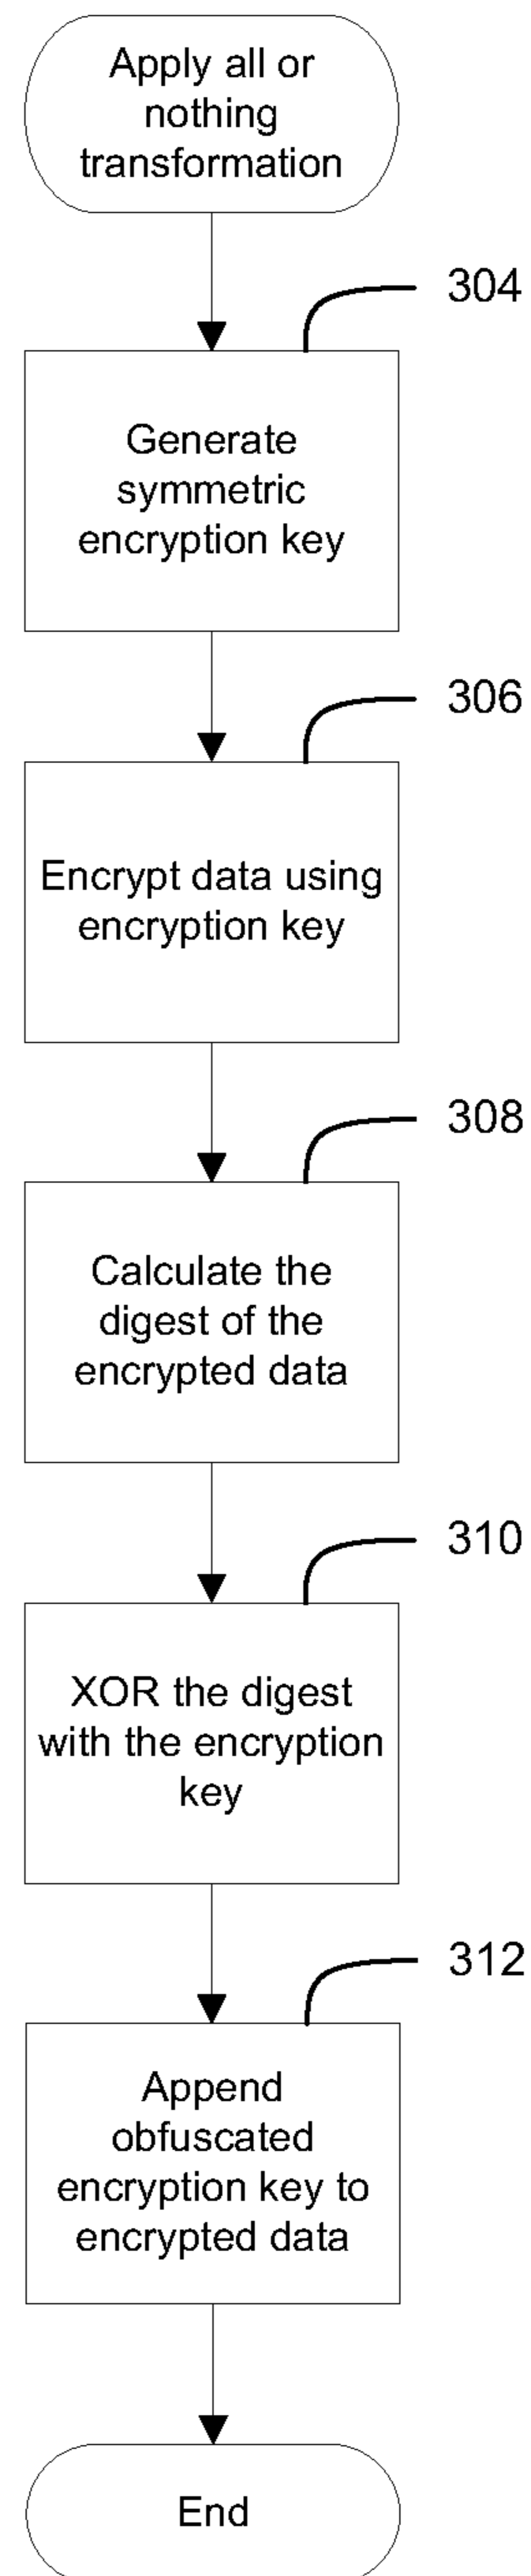 Apply all or
nothing
transformation
304
Generate
symmetric
encryption key
306
Encrypt data using
encryption key
308
Calculate the
digest of the
encrypted data
310
XOR the digest
with the encryption
key
312
Append
obfuscated
encryption key to
encrypted data
End